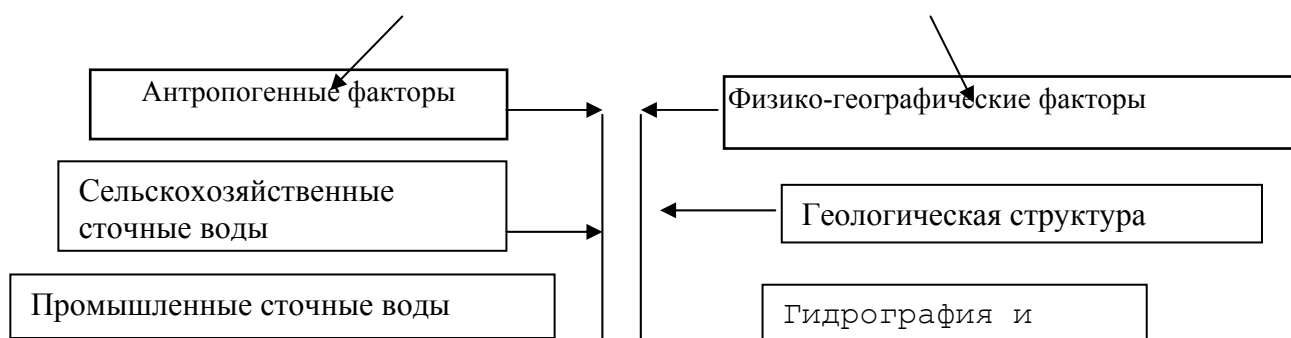 Антропогенные факторы
Физико-географические факторы
Сельскохозяйственные
сточные воды
Геологическая структура
Промышленные сточные воды
Гидрография и